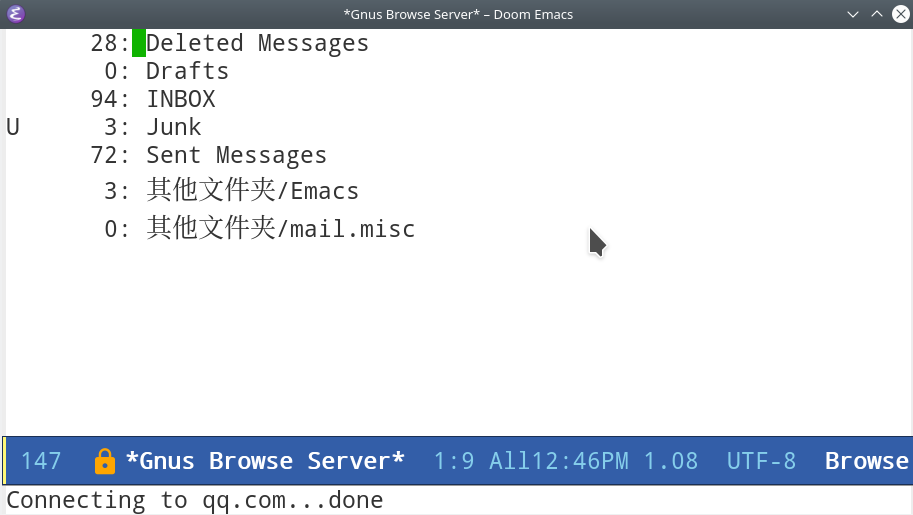 *Gnus Browse Server* – Doom Emacs
28: Deleted Messages
0: Drafts
94: INBOX
U 3: Junk
72: Sent Messages
3: 其他文件夹/Emacs
0: 其他文件夹/mail.misc
147 *Gnus Browse Server* 1:9 All12:46PM 1.08 UTF-8 Browse
Connecting to qq.com...done